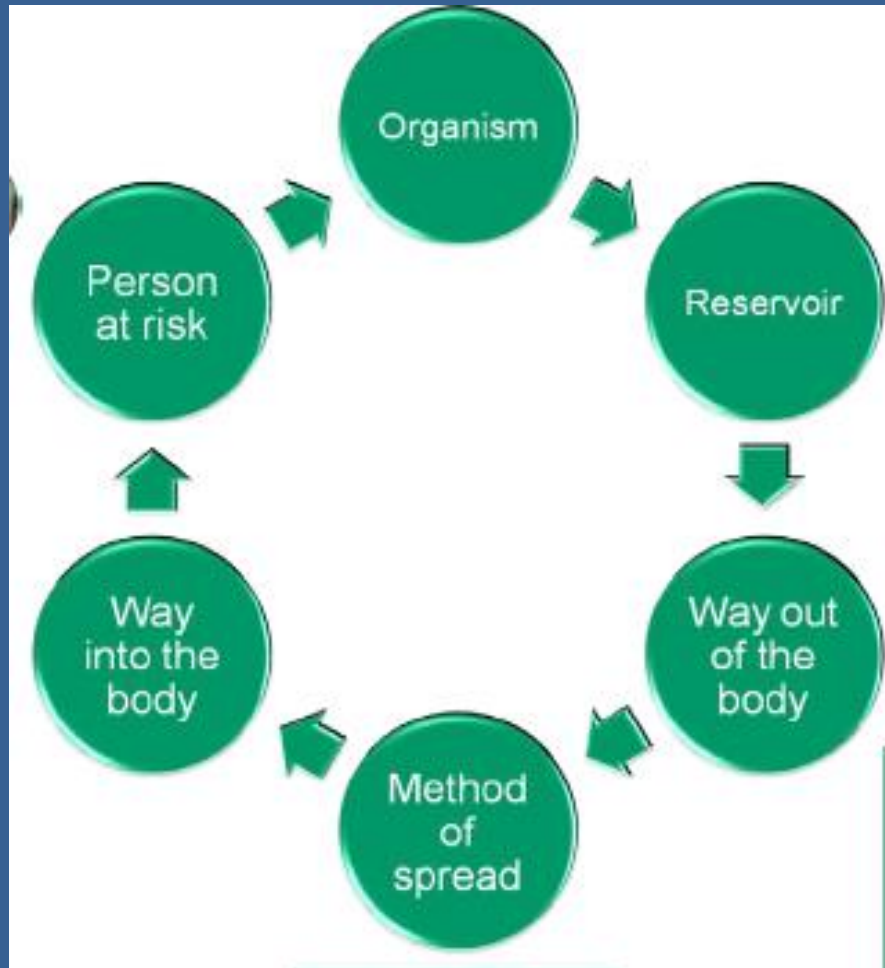 Organism
Reservoir
Way out
of the
body
Method
of
spread
Way
into the
body
Person
at risk